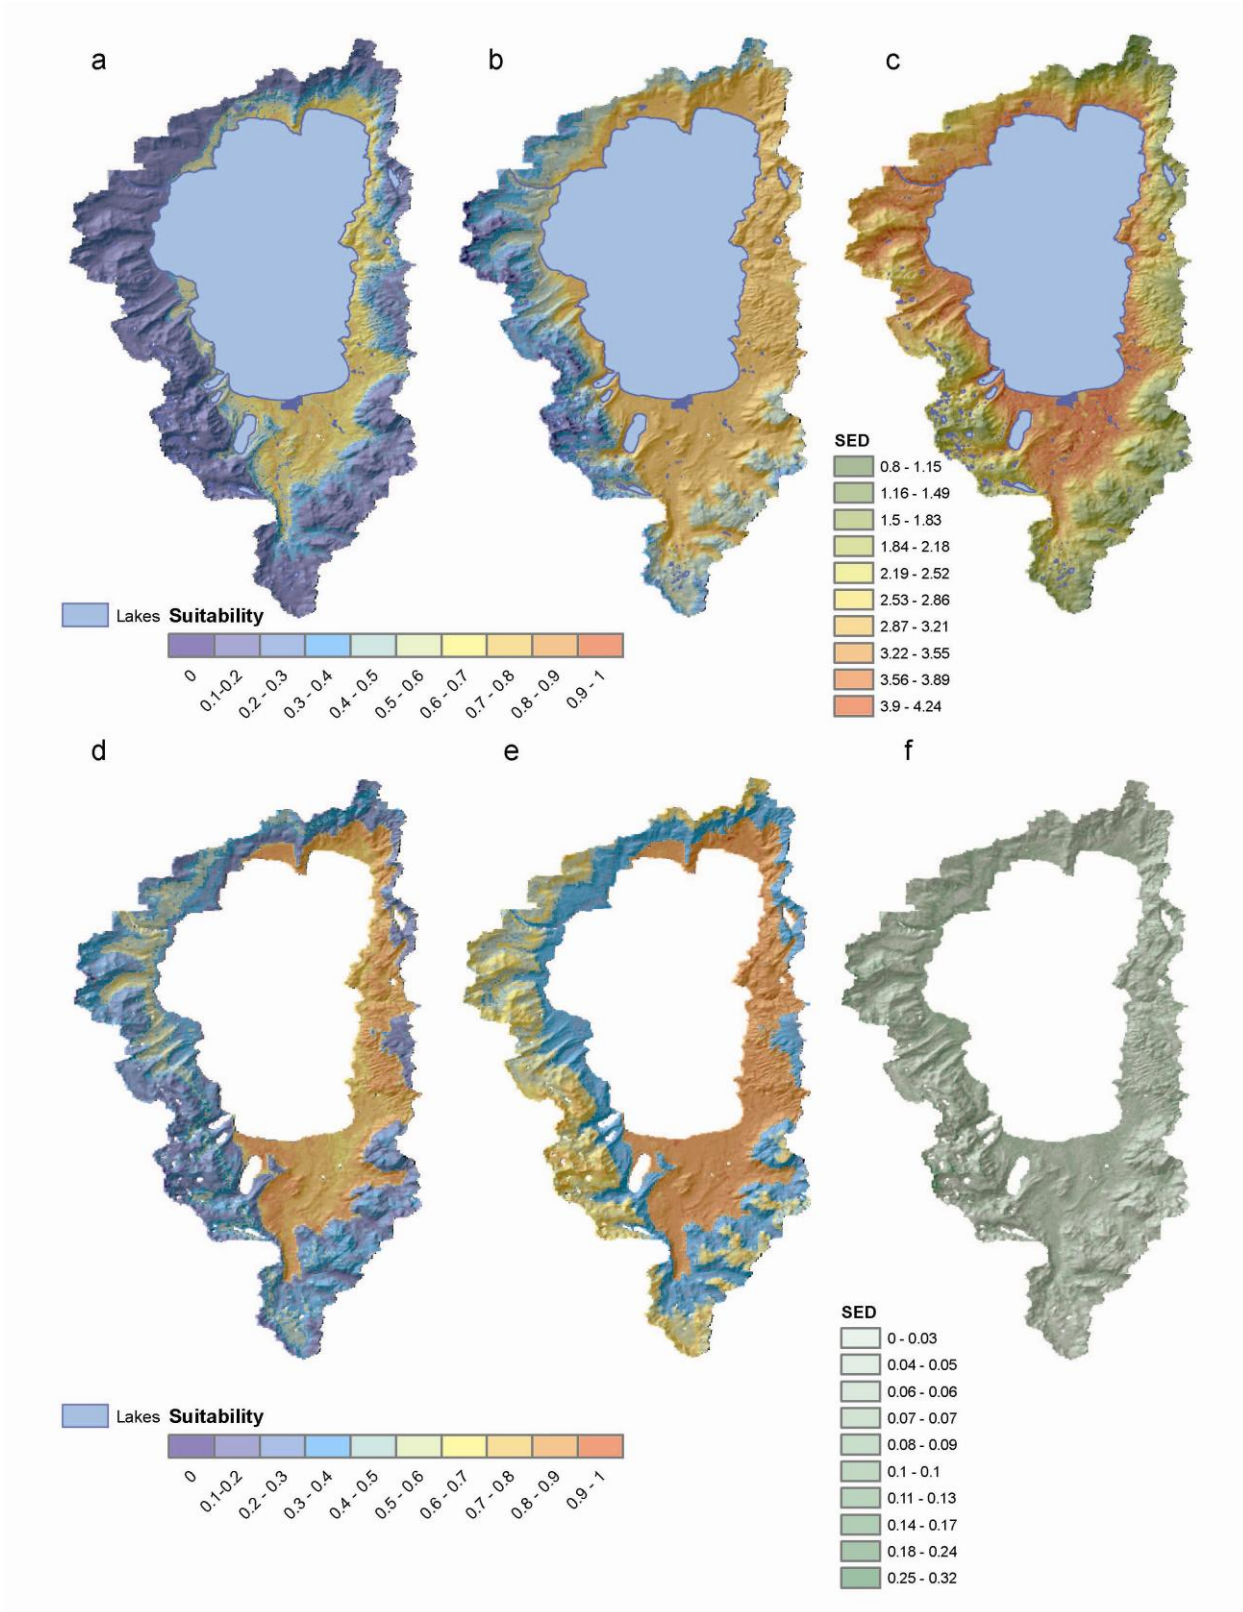 a
b
c
SED
0.8 - 1.15
1.16 - 1.49
1.5 - 1.83
1.84 - 2.18
2.19 - 2.52
2.53 - 2.86
2.87 - 3.21
3.22 - 3.55
3.56 - 3.89
3.9 - 4.24
Lakes Suitability
0
0.1-0.2
0.2 - 0.3
0.3 - 0.4
0.4 - 0.5
0.5 - 0.6
0.6 - 0.7
0.7 - 0.8
0.8 - 0.9
0.9 - 1
d
e
f
SED
0 - 0.03
0.04 - 0.05
0.06 - 0.06
0.07 - 0.07
0.08 - 0.09
0.1 - 0.1
0.11 - 0.13
0.14 - 0.17
0.18 - 0.24
0.25 - 0.32
Lakes Suitability
0
0.1-0.2
0.2 - 0.3
0.3 - 0.4
0.4 - 0.5
0.5 - 0.6
0.6 - 0.7
0.7 - 0.8
0.8 - 0.9
0.9 - 1